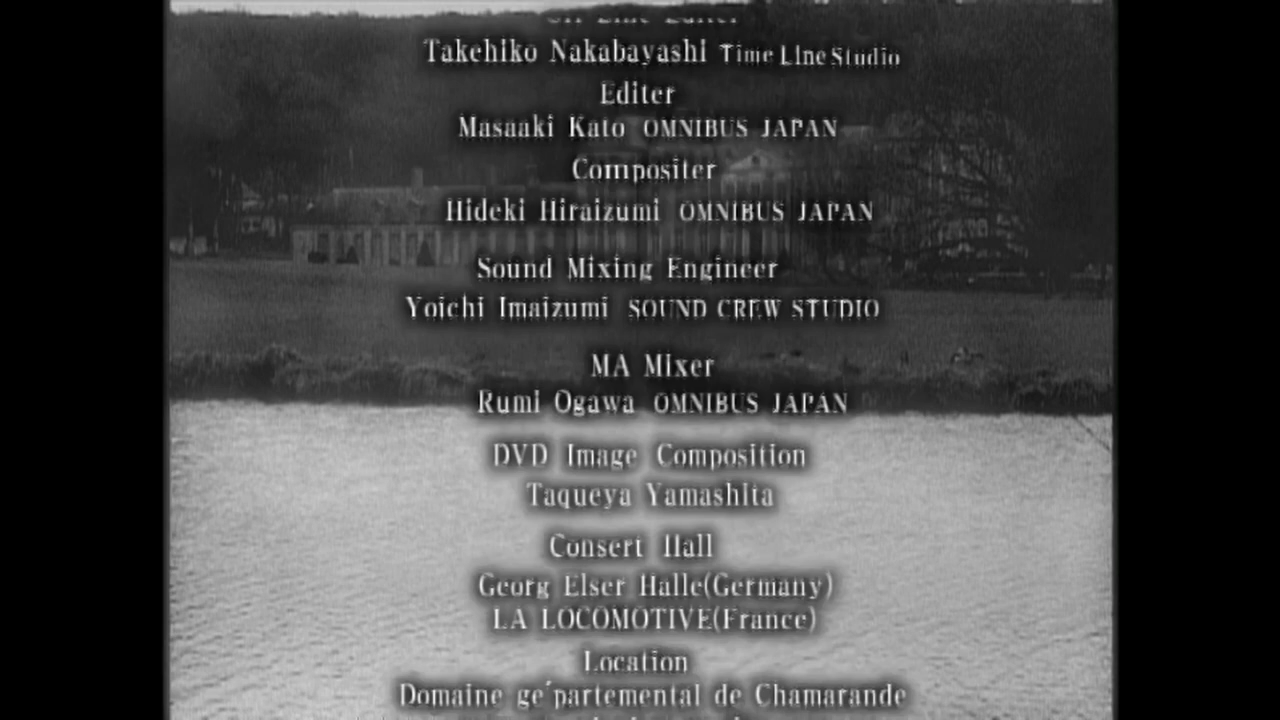 Takehiko Nakabayashi Time Line Studio
Editer
Masaaki Kato OMNIBUS JAPAN
Compositer
Hideki Hiraizumi OMNIBUS JAPAN
Sound Mixing Engineer
Yoichi Imaizumi SOUND CREW STUDIO
MA Mixer
Rumi Ogawa OMNIBUS JAPAN
DVD Image Composition
Taqueya Yamashita
Consert Hall
Georg Elser Halle(Germany)
LA LOCOMOTIVE(France)
Location
Domaine ge´partemental de Chamarande